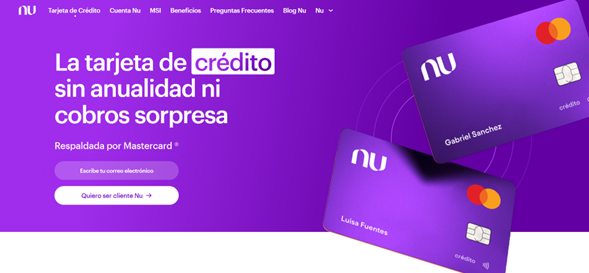 nu Tarjeta de Crédito Cuenta Nu MSI Beneficios Preguntas Frecuentes Blog Nu Nu
La tarjeta de crédito
sin anualidad ni
cobros sorpresa
Respaldada por Mastercard ®
Escribe tu correo electrónico
Quiero ser cliente Nu →
nu
crédito
Gabriel Sanchez
nu
Luisa Fuentes
crédito